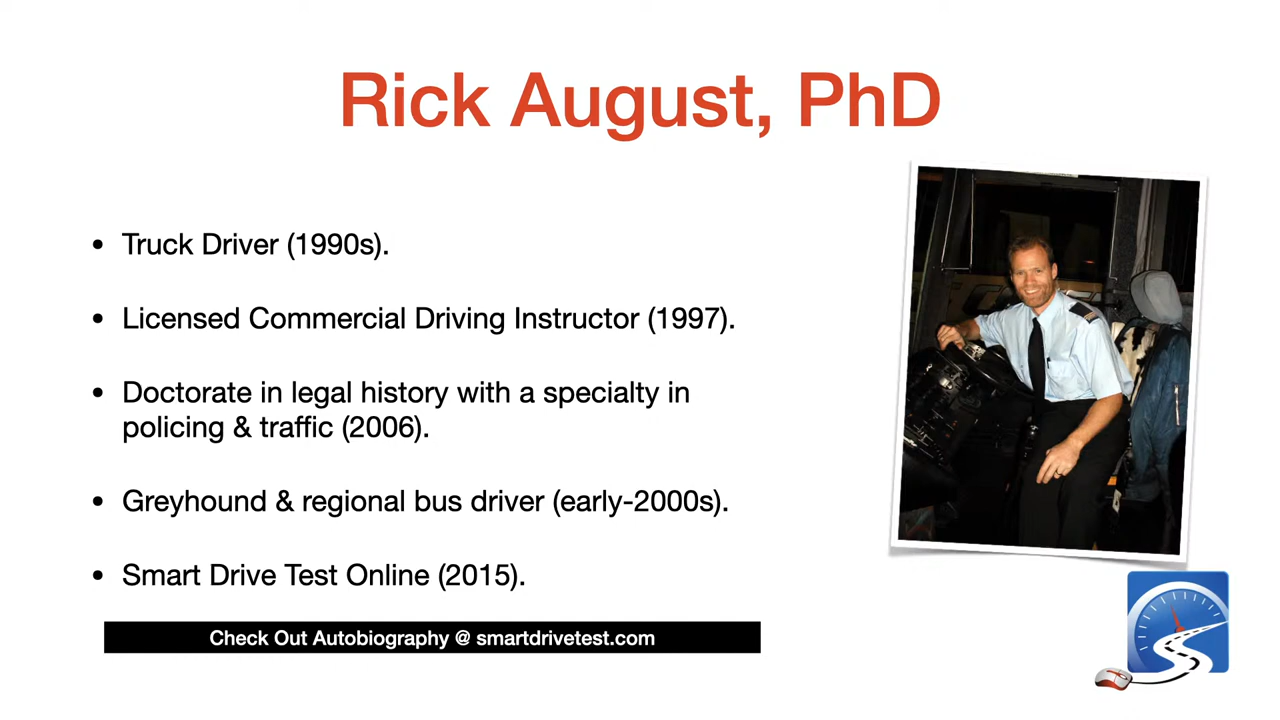 Rick August, PhD
• Truck Driver (1990s).
• Licensed Commercial Driving Instructor (1997).
• Doctorate in legal history with a specialty in
policing & traffic (2006).
• Greyhound & regional bus driver (early-2000s).
• Smart Drive Test Online (2015).
Check Out Autobiography @ smartdrivetest.com